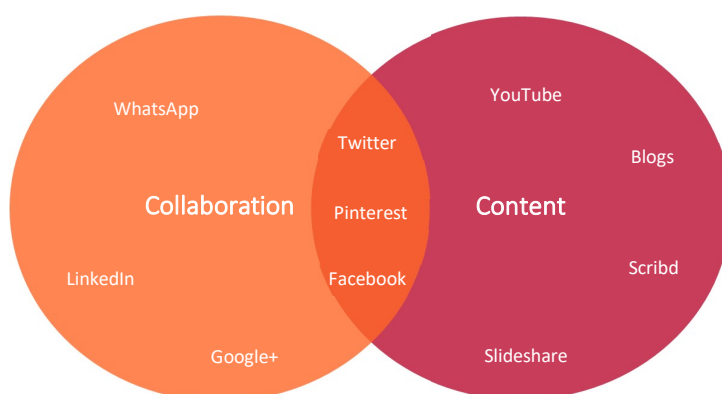 WhatsApp
YouTube
Twitter
Blogs
Collaboration
Pinterest
Content
LinkedIn
Facebook
Scribd
Google+
Slideshare